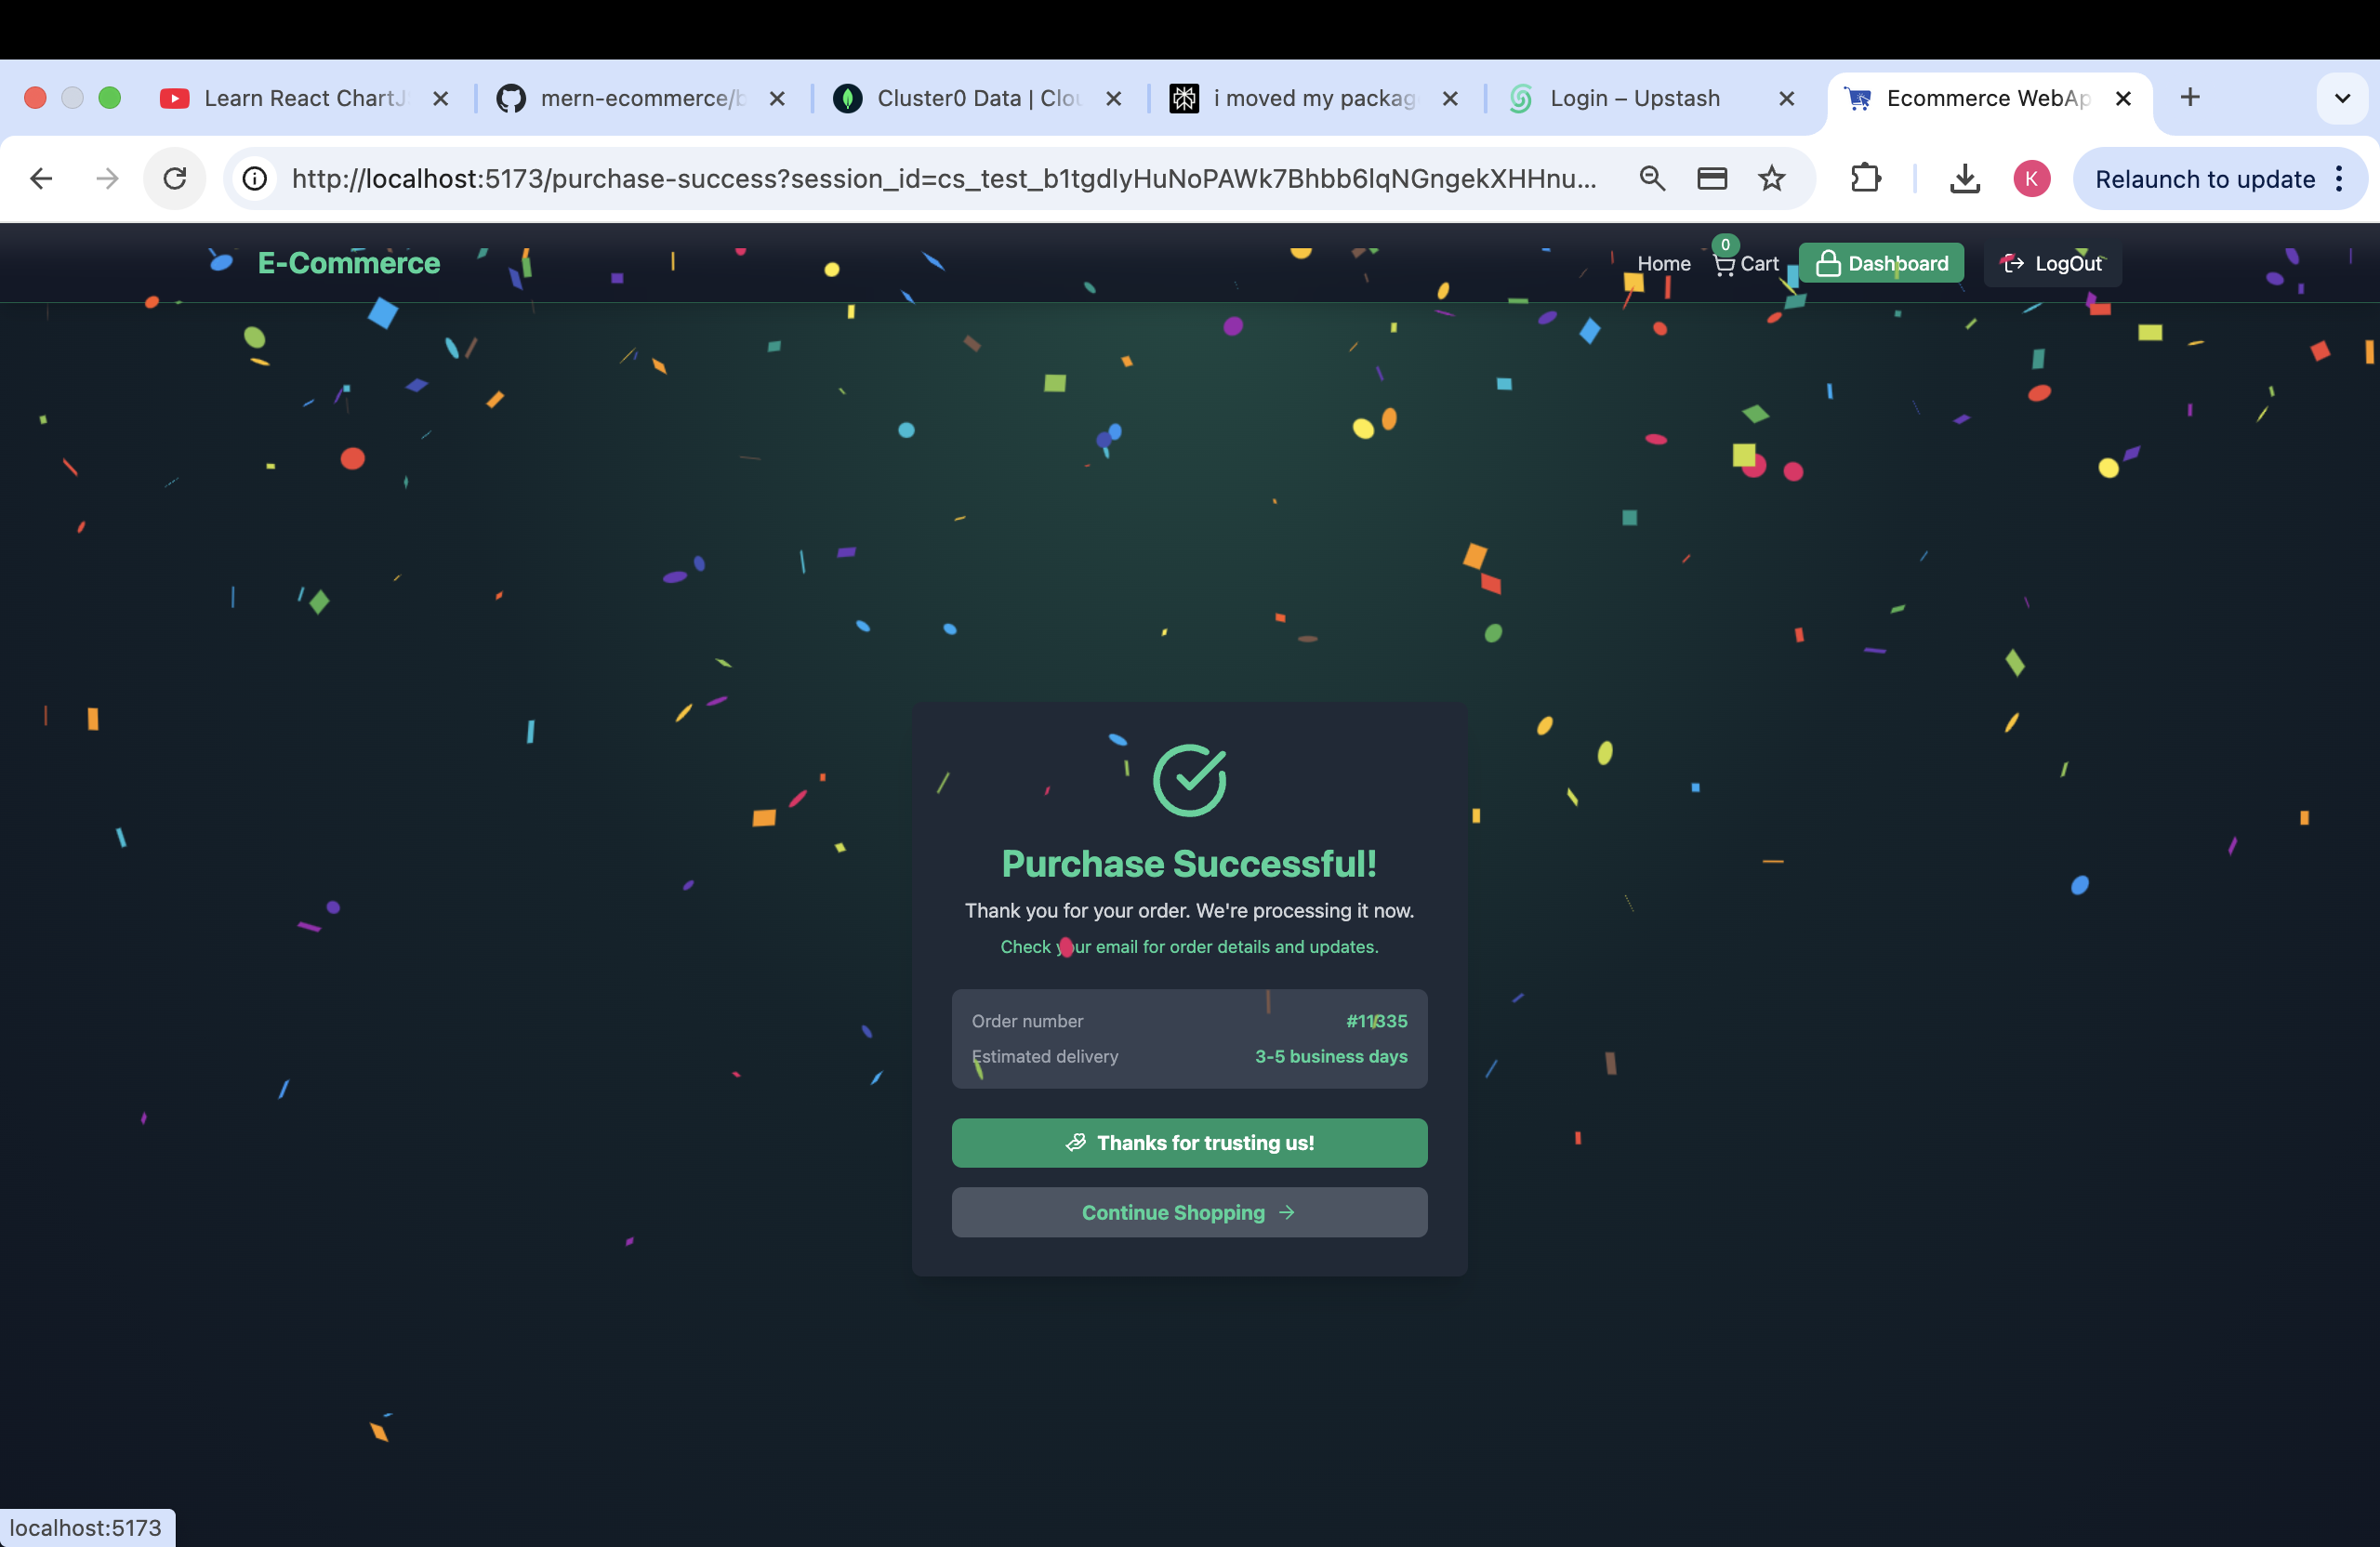 Learn React ChartJ
mern-ecommerce/b
Cluster0 Data | Clou
i moved my packag
Login – Upstash
Ecommerce WebAp
http://localhost:5173/purchase-success?session_id=cs_test_b1tgdIyHuNoPAWk7Bhbb6lqNGngekXHHnu...
K
Relaunch to update
E-Commerce
Home
0
Cart
Dashboard
LogOut
Purchase Successful!
Thank you for your order. We're processing it now.
Check your email for order details and updates.
Order number #11335
Estimated delivery 3-5 business days
Thanks for trusting us!
Continue Shopping
localhost:5173